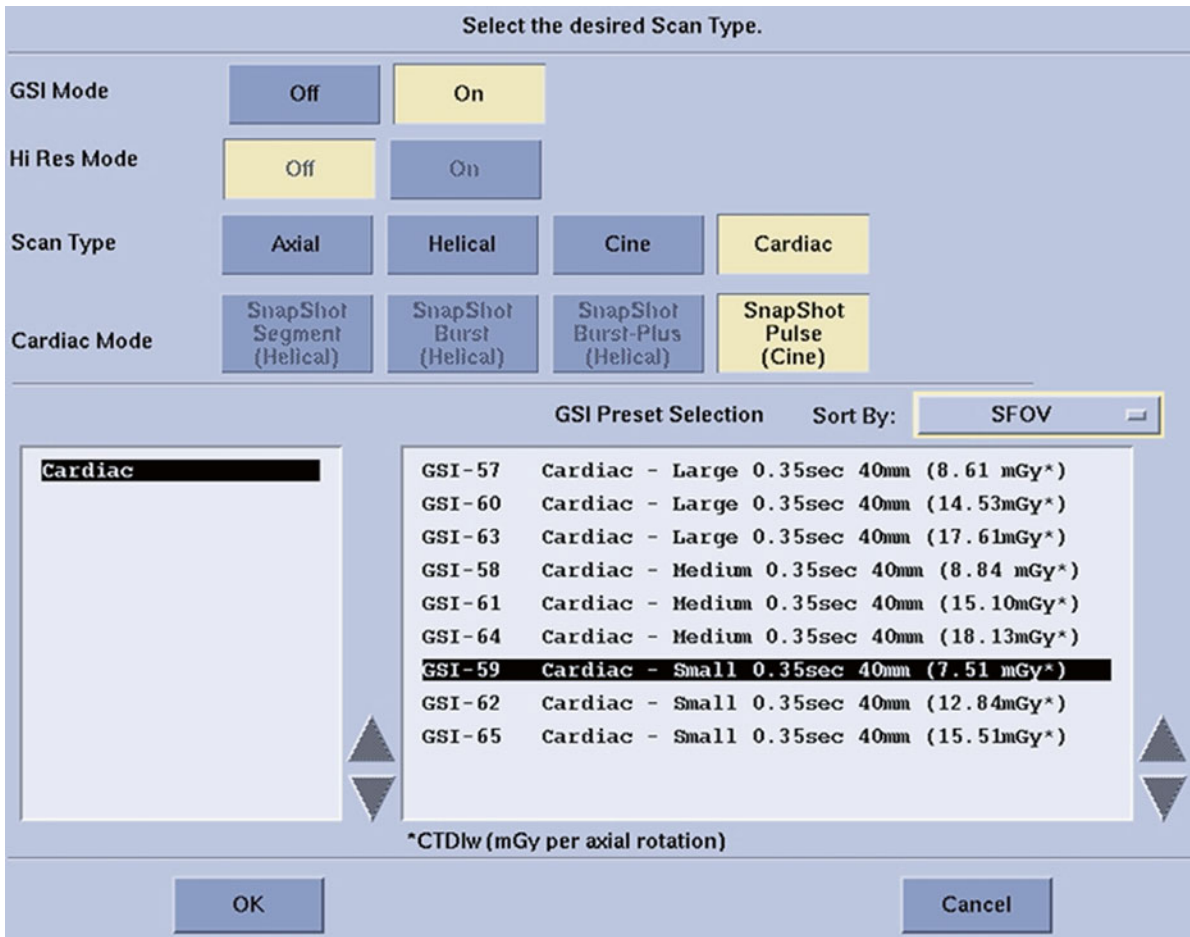 Select the desired Scan Type.
GSI Mode Off On
Hi Res Mode Off On
Scan Type Axial Helical Cine Cardiac
Cardiac Mode SnapShot Segment (Helical) SnapShot Burst (Helical) SnapShot Burst-Plus (Helical) SnapShot Pulse (Cine)
GSI Preset Selection Sort By: SFOV
Cardiac
GSI-57 Cardiac - Large 0.35sec 40mm (8.61 mGy*)
GSI-60 Cardiac - Large 0.35sec 40mm (14.53mGy*)
GSI-63 Cardiac - Large 0.35sec 40mm (17.61mGy*)
GSI-58 Cardiac - Medium 0.35sec 40mm (8.84 mGy*)
GSI-61 Cardiac - Medium 0.35sec 40mm (15.10mGy*)
GSI-64 Cardiac - Medium 0.35sec 40mm (18.13mGy*)
GSI-59 Cardiac - Small 0.35sec 40mm (7.51 mGy*)
GSI-62 Cardiac - Small 0.35sec 40mm (12.84mGy*)
GSI-65 Cardiac - Small 0.35sec 40mm (15.51mGy*)
*CTDIw (mGy per axial rotation)
OK Cancel